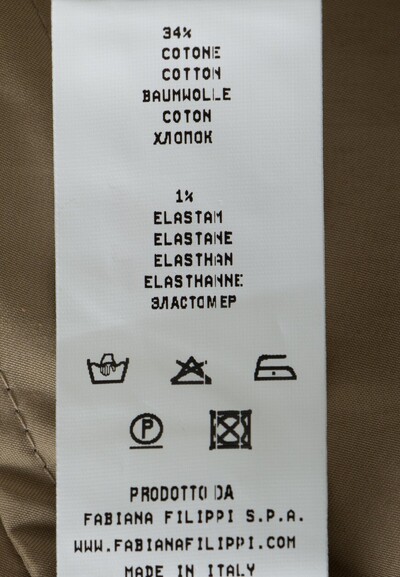 34%
COTONE
COTTON
BAUMWOLLE
COTON
ХЛОПОК
1%
ELASTAM
ELASTANE
ELASTHAN
ELASTHANNE
ЭЛАСТОМЕР
P
PRODOTTO DA
FABIANA FILIPPI S.P.A.
WWW.FABIANAFILIPPI.COM
MADE IN ITALY